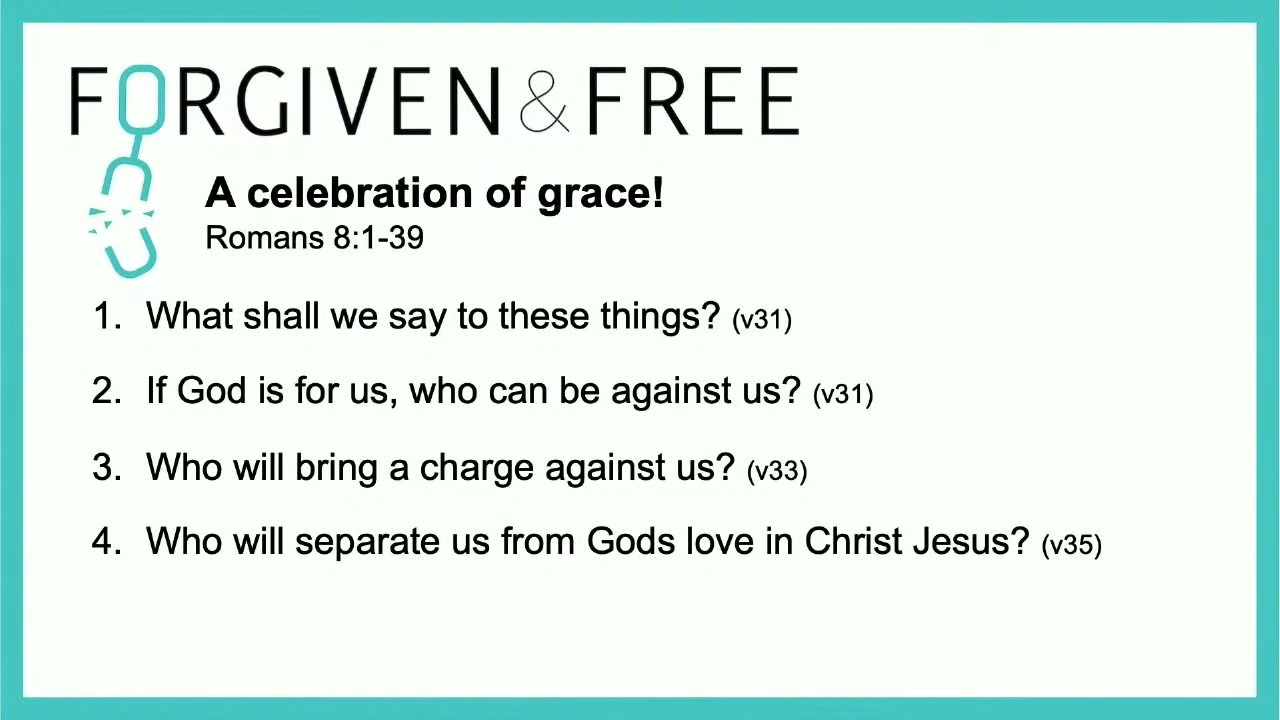 FORGIVEN & FREE
A celebration of grace!
Romans 8:1-39
1. What shall we say to these things? (v31)
2. If God is for us, who can be against us? (v31)
3. Who will bring a charge against us? (v33)
4. Who will separate us from Gods love in Christ Jesus? (v35)